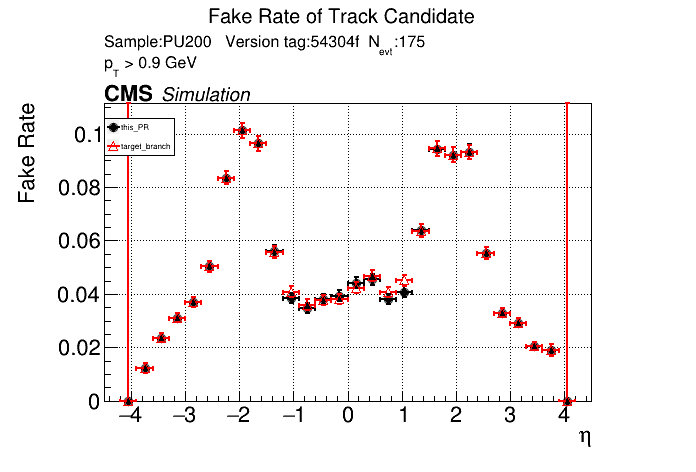 Fake Rate of Track Candidate
Sample:PU200 Version tag:54304f N_evt:175
p_T > 0.9 GeV
CMS Simulation
Fake Rate
this_PR
target_branch
0.1
0.08
0.06
0.04
0.02
0
−4 −3 −2 −1 0 1 2 3 4
η